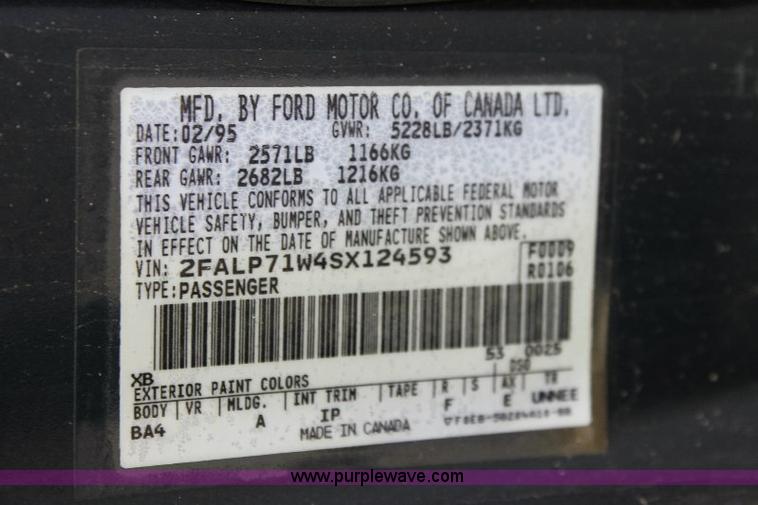 MFD. BY FORD MOTOR CO. OF CANADA LTD.
DATE: 02/95 GVWR: 5228LB/2371KG
FRONT GAWR: 2571LB 1166KG
REAR GAWR: 2682LB 1216KG
THIS VEHICLE CONFORMS TO ALL APPLICABLE FEDERAL MOTOR
VEHICLE SAFETY, BUMPER, AND THEFT PREVENTION STANDARDS
IN EFFECT ON THE DATE OF MANUFACTURE SHOWN ABOVE.
VIN: 2FALP71W4SX124593 F0009
TYPE: PASSENGER R0106
XB 53 0025
EXTERIOR PAINT COLORS DSO
BODY VR MLDG. INT TRIM TAPE R S AX TR
BA4 A IP F E UNNEE
MADE IN CANADA
www.purplewave.com